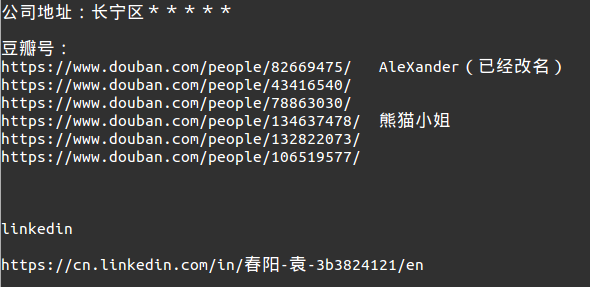 公司地址：长宁区＊＊＊＊＊
豆瓣号：
https://www.douban.com/people/82669475/ AleXander（已经改名）
https://www.douban.com/people/43416540/
https://www.douban.com/people/78863030/
https://www.douban.com/people/134637478/ 熊猫小姐
https://www.douban.com/people/132822073/
https://www.douban.com/people/106519577/
linkedin
https://cn.linkedin.com/in/春阳-袁-3b3824121/en